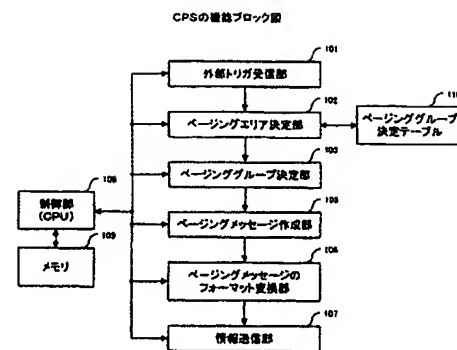 CPSの機能ブロック図
101
外部トリガ受信部
102
ページングエリア決定部
ページンググループ
決定テーブル
103
ページンググループ決定部
108
制御部
(CPU)
105
ページングメッセージ作成部
109
メモリ
106
ページングメッセージの
フォーマット変換部
107
情報送信部